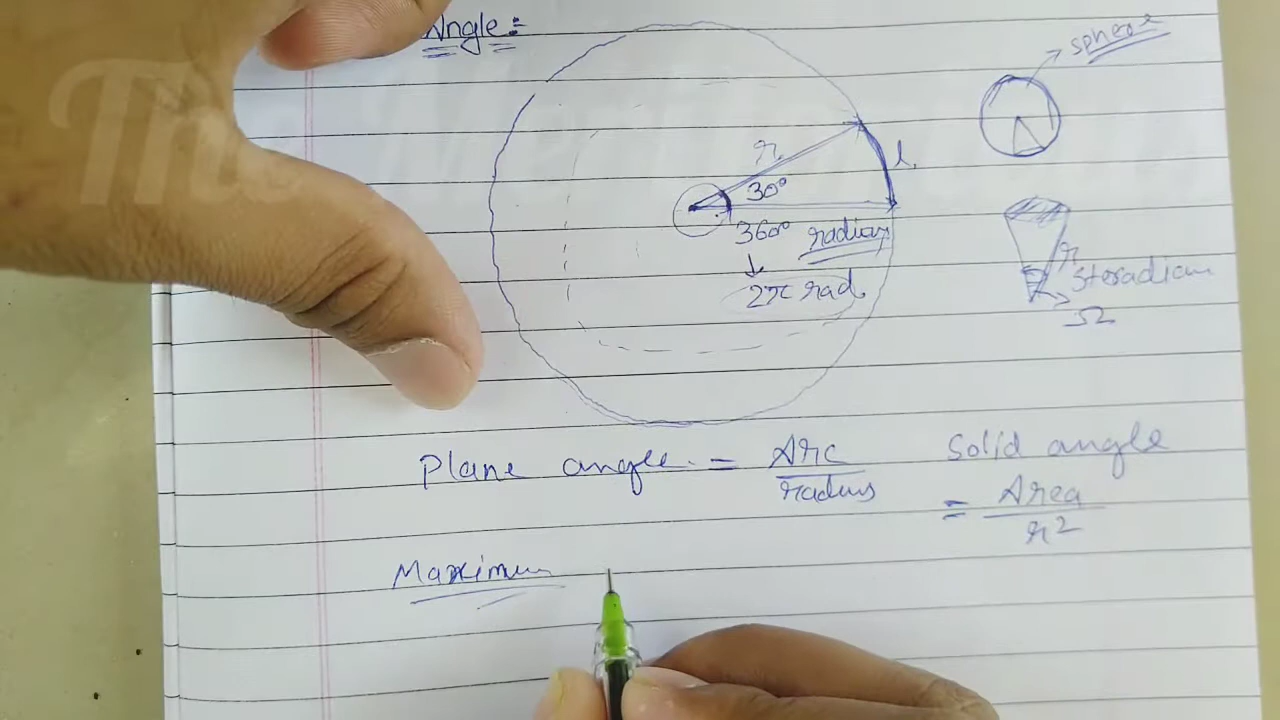 Angle :
sphere
r
l
30°
360° radian
2π rad
r
steradian
Ω
Plane angle = Arc
radius
Solid angle
= Area
r²
Maximum